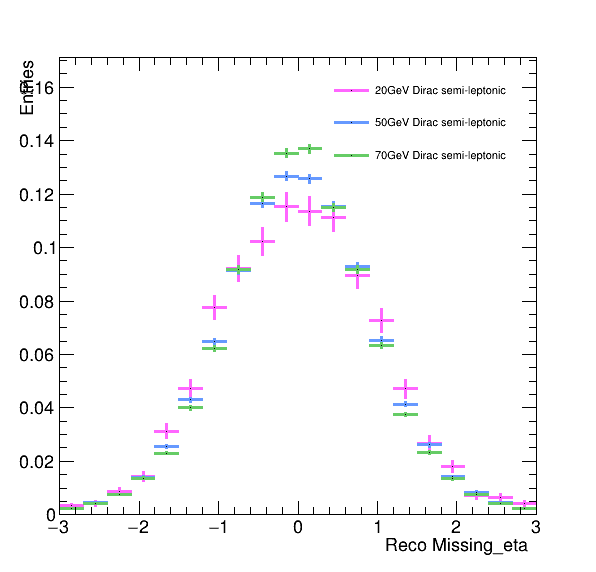 Entries
0.16
20GeV Dirac semi-leptonic
50GeV Dirac semi-leptonic
0.14
70GeV Dirac semi-leptonic
0.12
0.1
0.08
0.06
0.04
0.02
0
−3 −2 −1 0 1 2 3
Reco Missing_eta